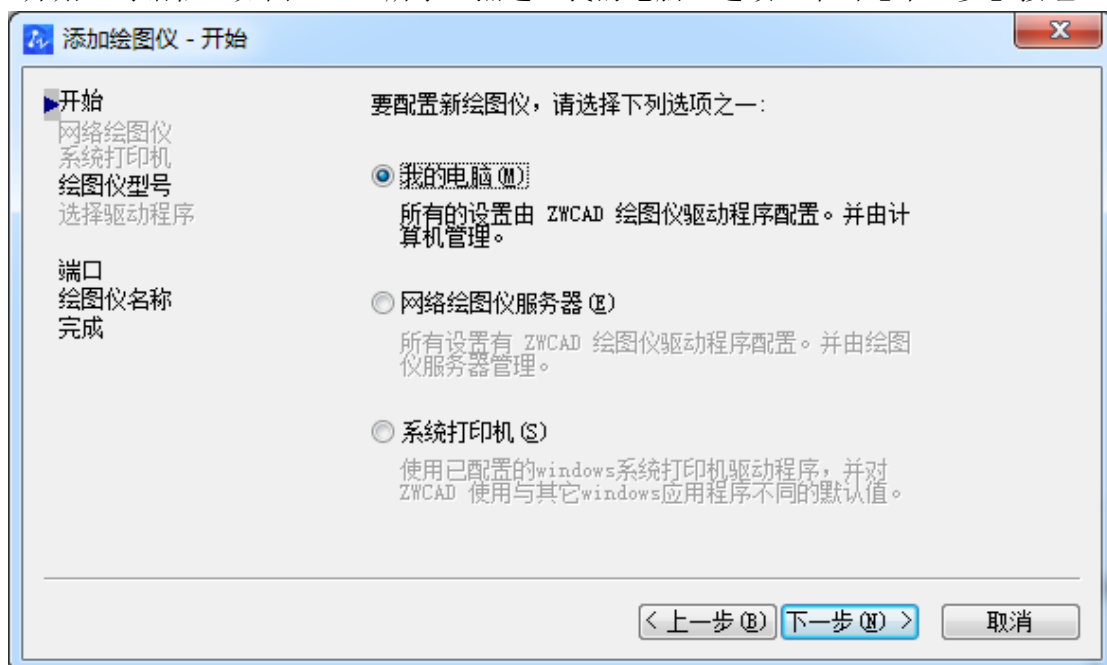 添加绘图仪 - 开始
开始
网络绘图仪
系统打印机
绘图仪型号
选择驱动程序
端口
绘图仪名称
完成
要配置新绘图仪，请选择下列选项之一:
我的电脑(M)
所有的设置由 ZWCAD 绘图仪驱动程序配置。并由计
算机管理。
网络绘图仪服务器(E)
所有设置有 ZWCAD 绘图仪驱动程序配置。并由绘图
仪服务器管理。
系统打印机(S)
使用已配置的windows系统打印机驱动程序，并对
ZWCAD 使用与其它windows应用程序不同的默认值。
< 上一步(B) 下一步(N) > 取消